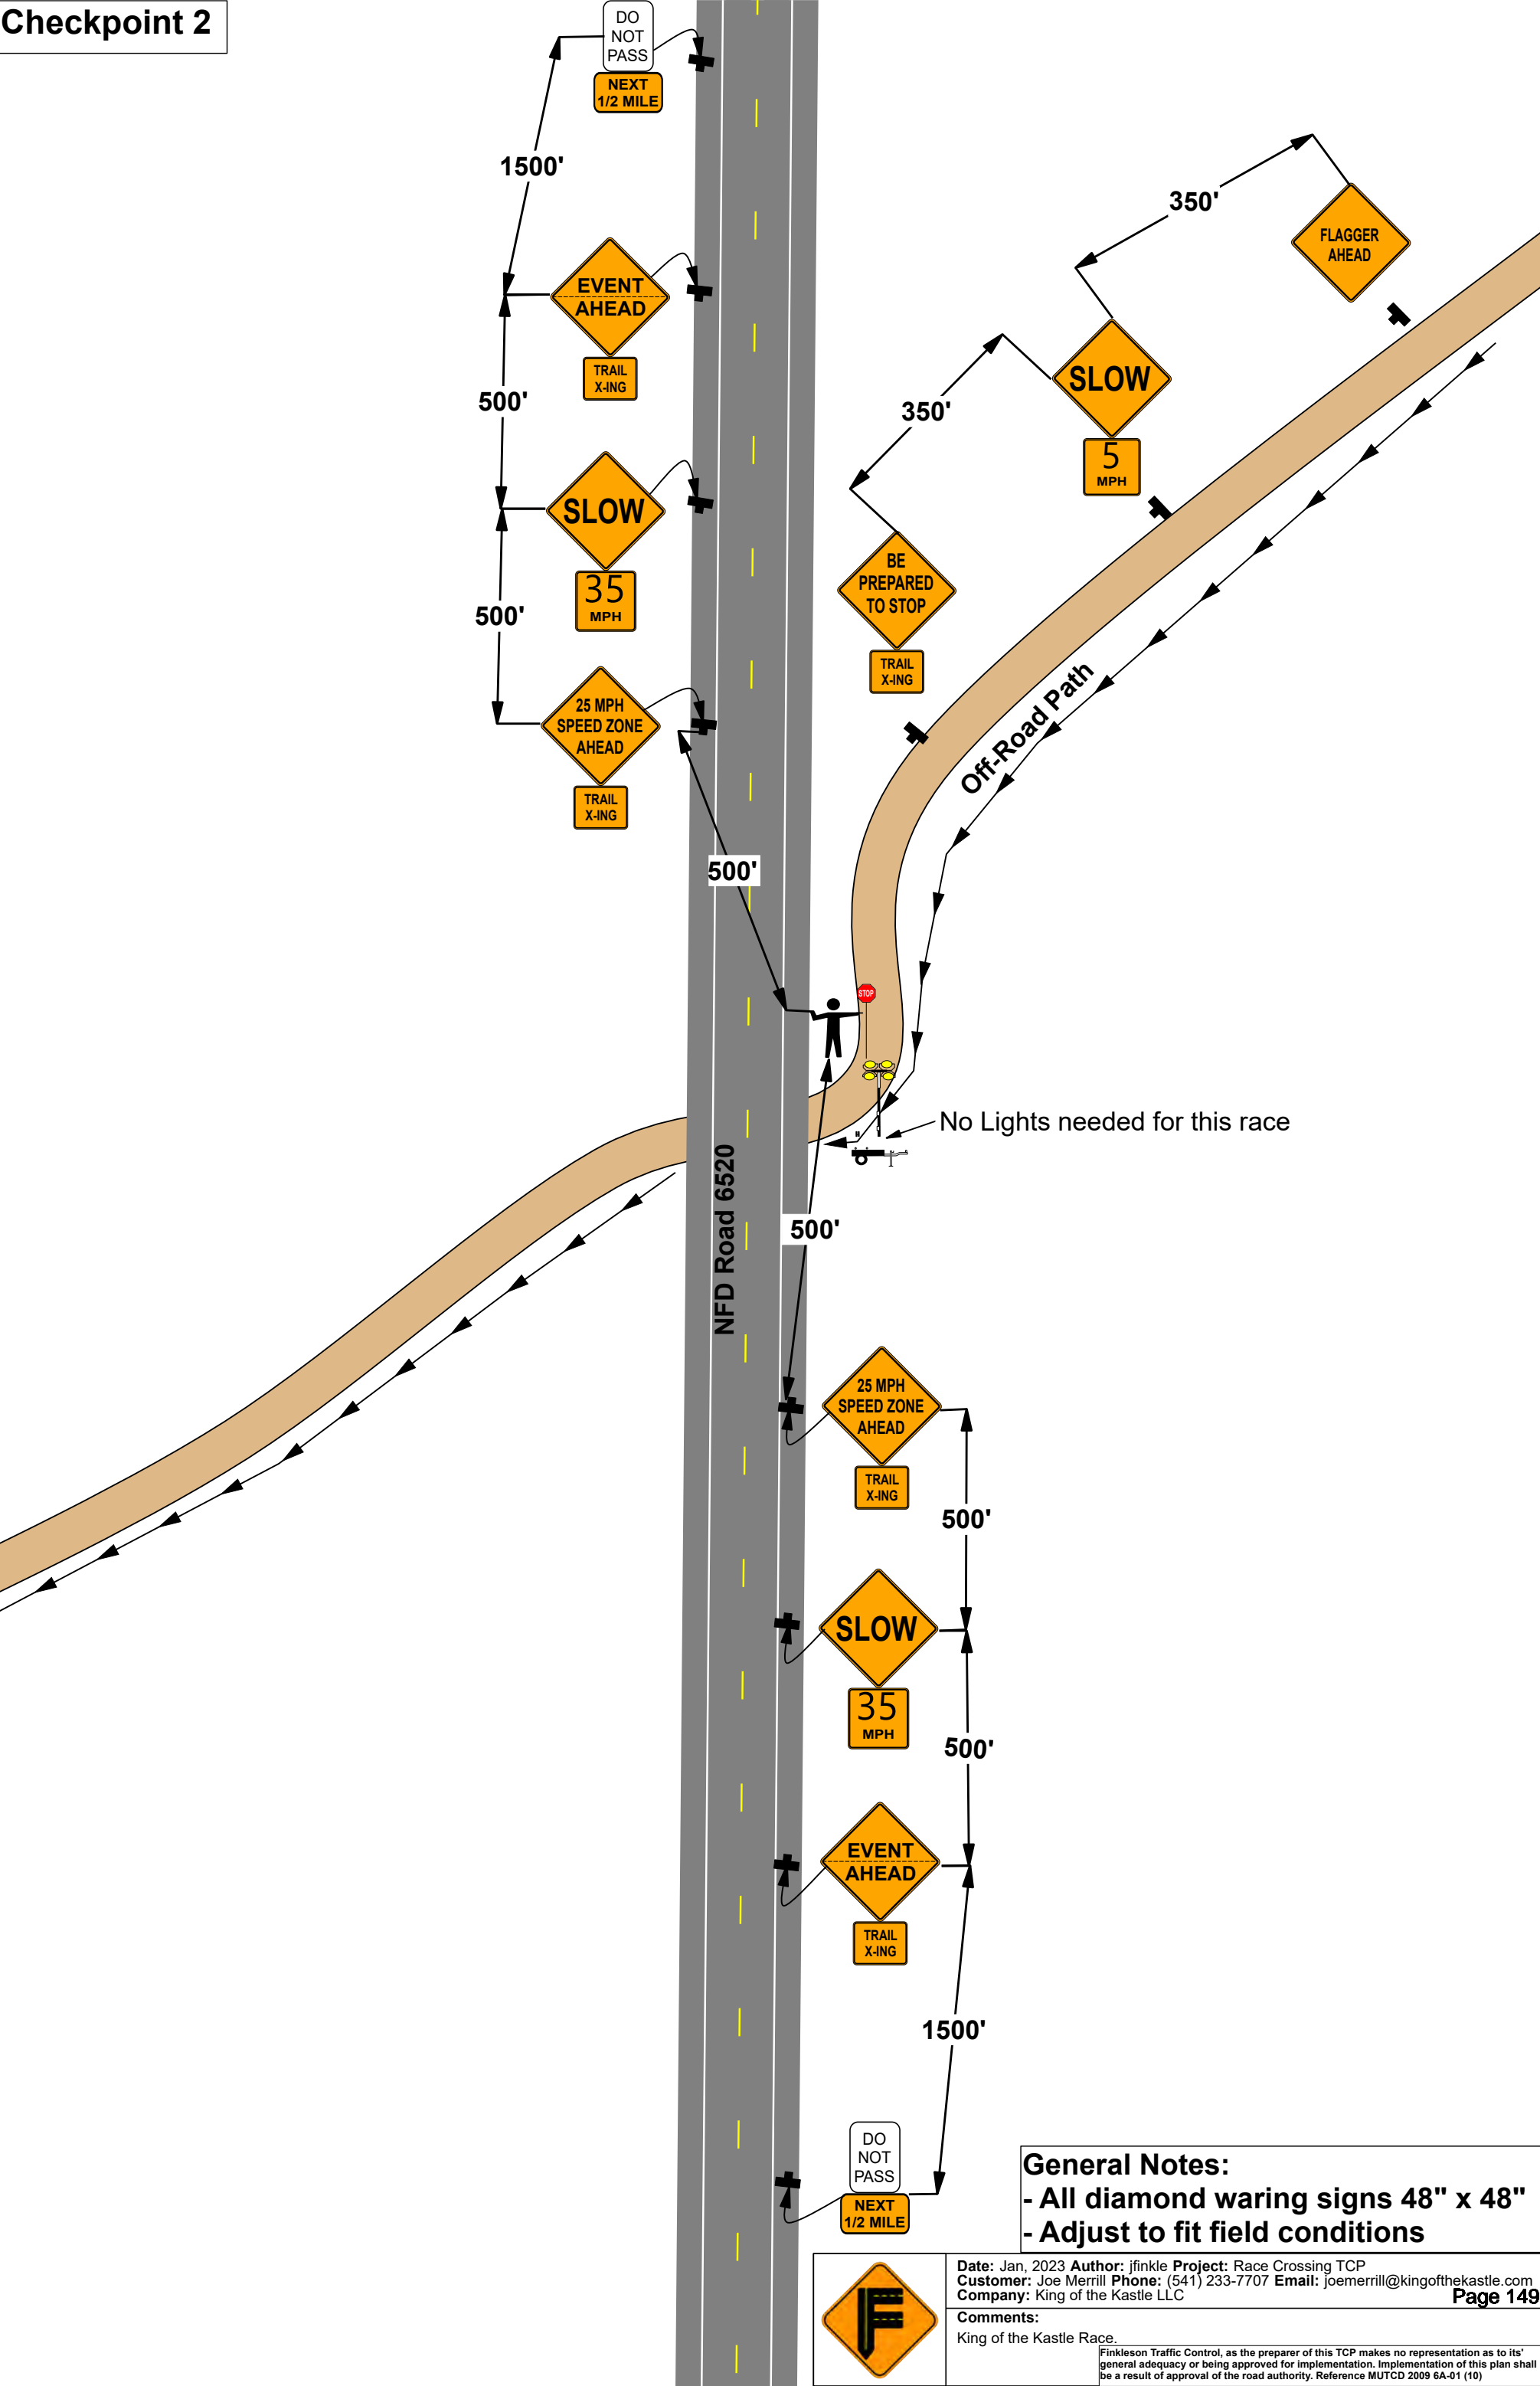 Checkpoint 2
DO
NOT
PASS
NEXT
1/2 MILE
1500'
EVENT
AHEAD
TRAIL
X-ING
500'
SLOW
35
MPH
500'
25 MPH
SPEED ZONE
AHEAD
TRAIL
X-ING
500'
350'
FLAGGER
AHEAD
350'
SLOW
5
MPH
BE
PREPARED
TO STOP
TRAIL
X-ING
Off-Road Path
STOP
No Lights needed for this race
NFD Road 6520
500'
25 MPH
SPEED ZONE
AHEAD
TRAIL
X-ING
500'
SLOW
35
MPH
500'
EVENT
AHEAD
TRAIL
X-ING
1500'
DO
NOT
PASS
NEXT
1/2 MILE
General Notes:
- All diamond waring signs 48" x 48"
- Adjust to fit field conditions
Date: Jan, 2023 Author: jfinkle Project: Race Crossing TCP
Customer: Joe Merrill Phone: (541) 233-7707 Email: joemerrill@kingofthekastle.com
Company: King of the Kastle LLC
Page 149
Comments:
King of the Kastle Race.
Finkleson Traffic Control, as the preparer of this TCP makes no representation as to its'
general adequacy or being approved for implementation. Implementation of this plan shall
be a result of approval of the road authority. Reference MUTCD 2009 6A-01 (10)